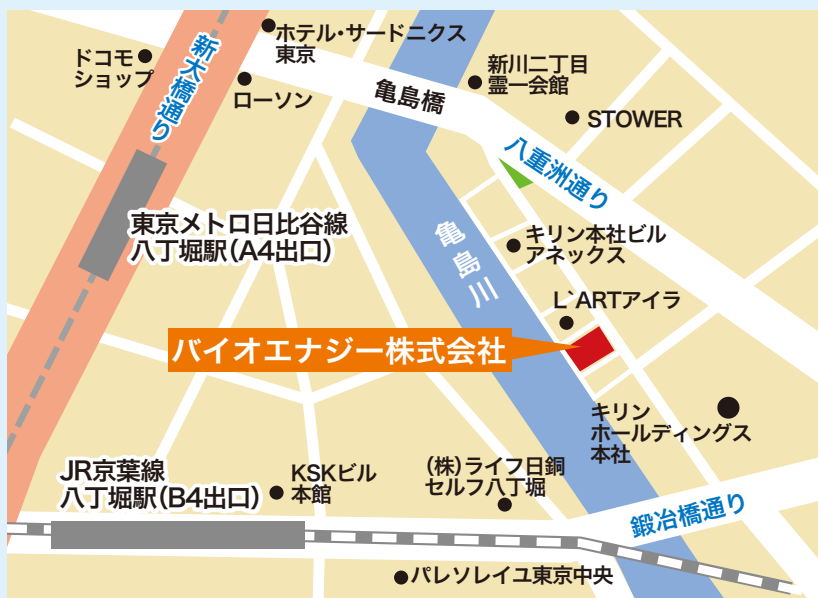 ホテル・サードニクス
東京
ドコモ
ショップ
新大橋通り
ローソン
亀島橋
新川二丁目
霊一会館
STOWER
八重洲通り
東京メトロ日比谷線
八丁堀駅(A4出口)
亀島川
キリン本社ビル
アネックス
L`ARTアイラ
バイオエナジー株式会社
キリン
ホールディングス
本社
JR京葉線
八丁堀駅(B4出口)
KSKビル
本館
(株)ライフ日銅
セルフ八丁堀
鍛冶橋通り
パレソレイユ東京中央